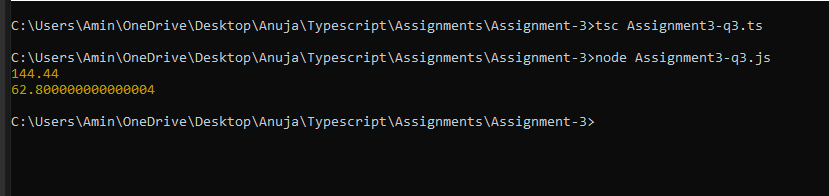 C:\Users\Amin\OneDrive\Desktop\Anuja\Typescript\Assignments\Assignment-3>tsc Assignment3-q3.ts
C:\Users\Amin\OneDrive\Desktop\Anuja\Typescript\Assignments\Assignment-3>node Assignment3-q3.js
144.44
62.800000000000004
C:\Users\Amin\OneDrive\Desktop\Anuja\Typescript\Assignments\Assignment-3>